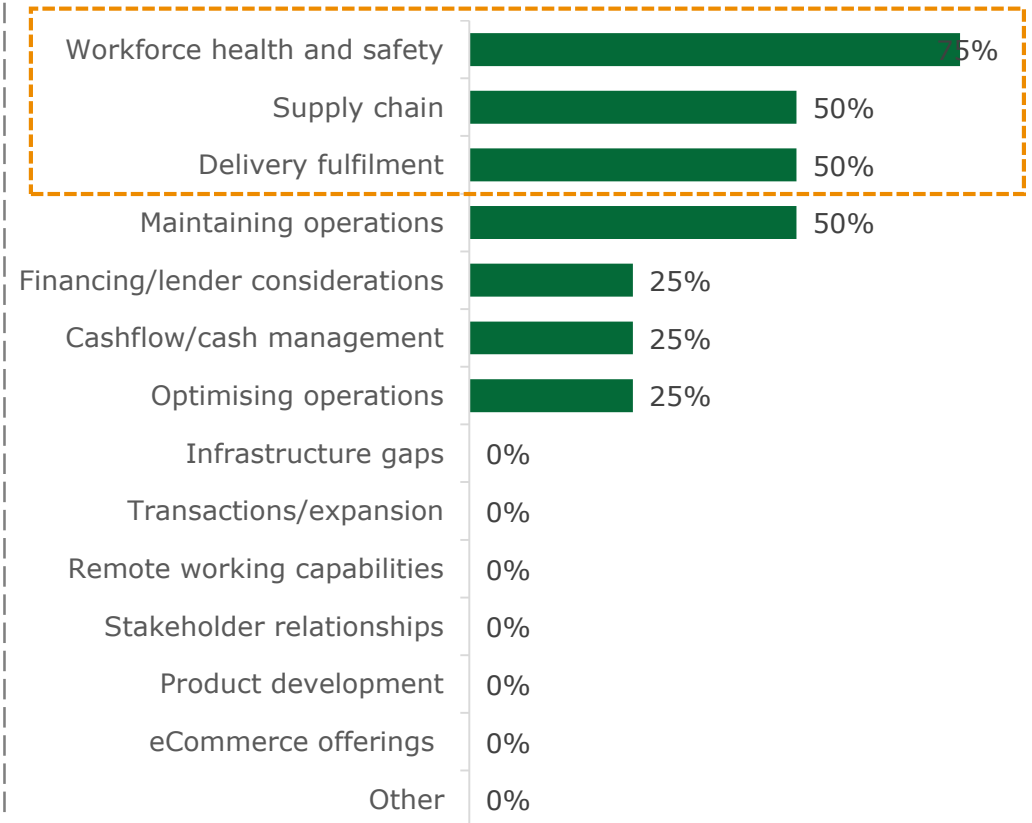 Workforce health and safety 75%
Supply chain 50%
Delivery fulfilment 50%
Maintaining operations 50%
Financing/lender considerations 25%
Cashflow/cash management 25%
Optimising operations 25%
Infrastructure gaps 0%
Transactions/expansion 0%
Remote working capabilities 0%
Stakeholder relationships 0%
Product development 0%
eCommerce offerings 0%
Other 0%